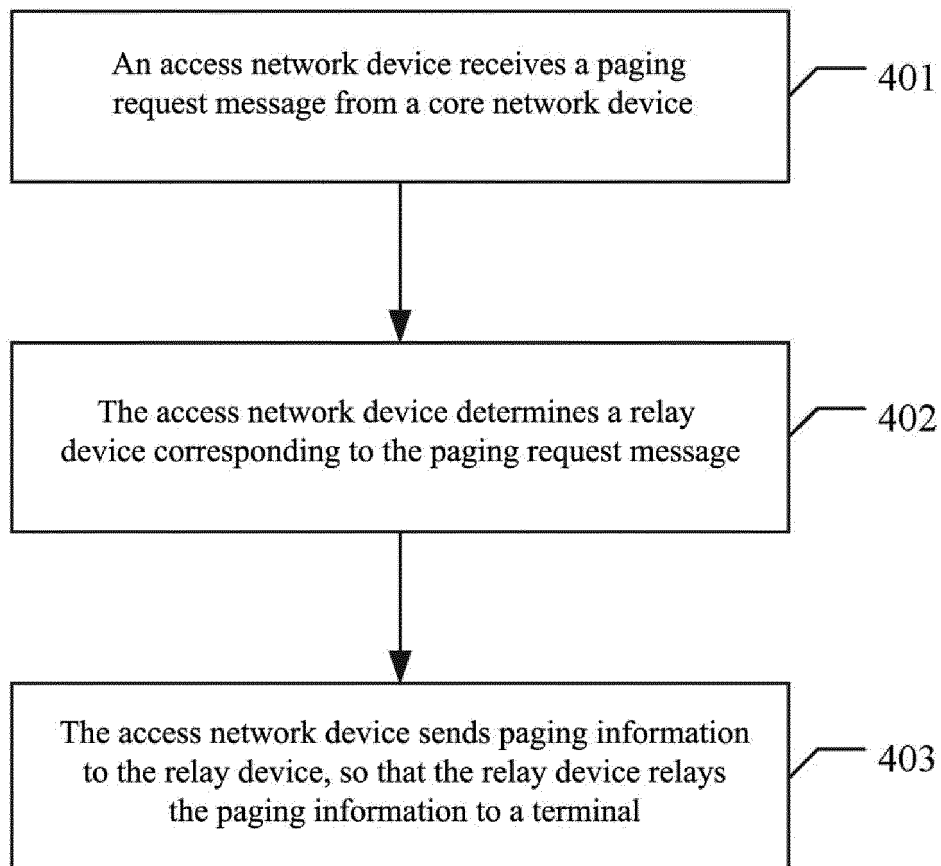 An access network device receives a paging
request message from a core network device
401
The access network device determines a relay
device corresponding to the paging request message
402
The access network device sends paging information
to the relay device, so that the relay device relays
the paging information to a terminal
403